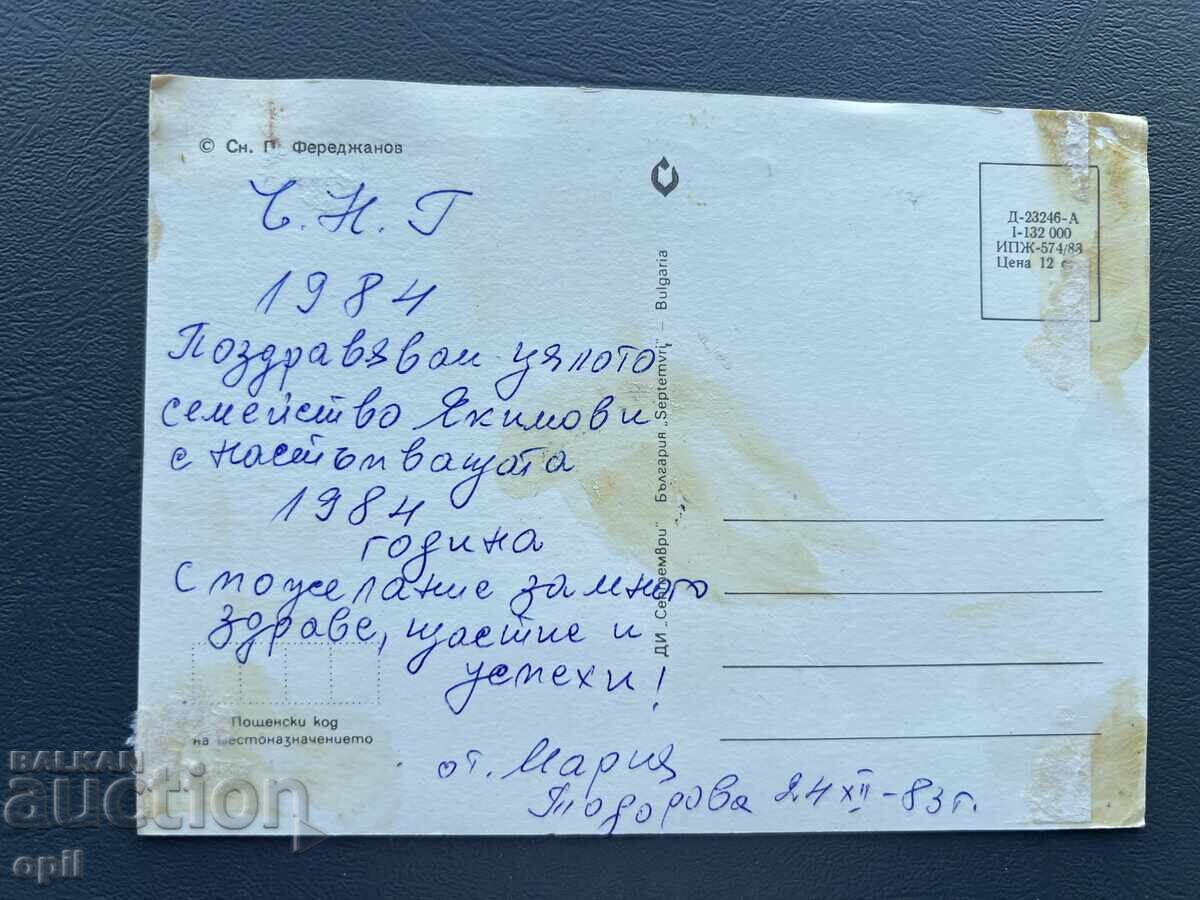 © Сн. Г. Фереджанов
Ч.Н.Г
1984
Поздравявам цялото
семейство Якимови
с настъпващата
1984
година
С пожелание за много
здраве, щастие и
успехи!
от. Мария
Тодорова 24 XII - 83 г.
Пощенски код
на местоназначението
ДИ „Септември" България „Septemvri" – Bulgaria
Д-23246-А
I-132 000
ИПЖ-574/83
Цена 12
BALKAN
auction
opil